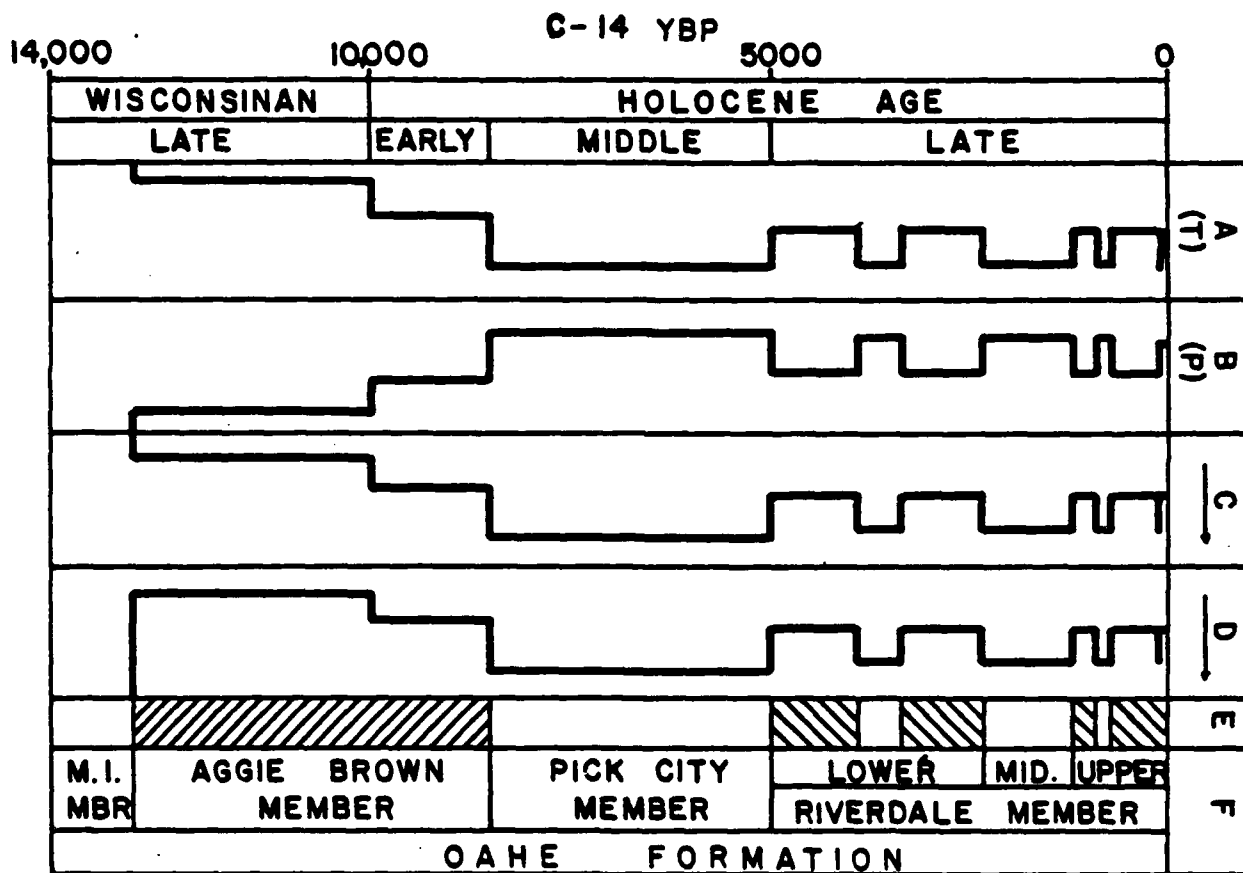 C-14 YBP
14,000 10,000 5000 0
WISCONSINAN HOLOCENE AGE
LATE EARLY MIDDLE LATE
A (T)
B (P)
C
D
E
M.I. MBR AGGIE BROWN MEMBER PICK CITY MEMBER LOWER MID. UPPER
RIVERDALE MEMBER
F
OAHE FORMATION